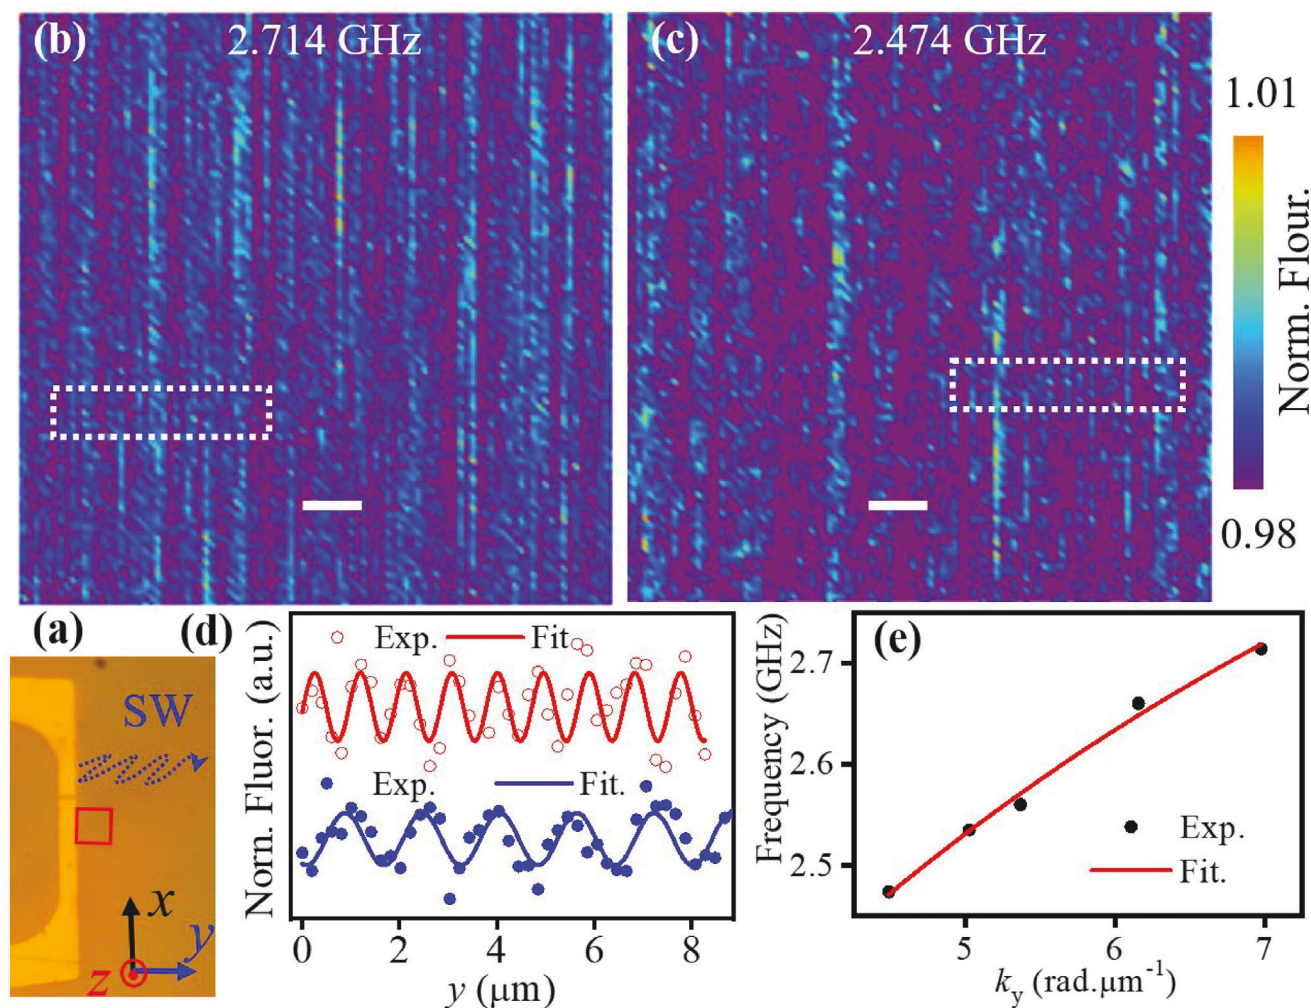 (b) 2.714 GHz
(c) 2.474 GHz
1.01
Norm. Flour.
0.98
(a)
SW
x
y
z
(d)
Norn. Fluor. (a.u.)
Exp. Fit.
Exp. Fit.
0 2 4 6 8
y (μm)
(e)
Frequency (GHz)
2.7
2.6
2.5
Exp.
Fit.
5 6 7
ky (rad.μm-1)